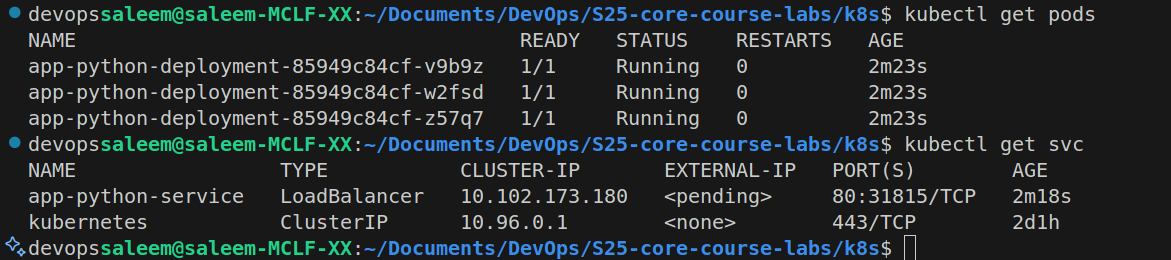 devopssaleem@saleem-MCLF-XX:~/Documents/DevOps/S25-core-course-labs/k8s$ kubectl get pods
NAME READY STATUS RESTARTS AGE
app-python-deployment-85949c84cf-v9b9z 1/1 Running 0 2m23s
app-python-deployment-85949c84cf-w2fsd 1/1 Running 0 2m23s
app-python-deployment-85949c84cf-z57q7 1/1 Running 0 2m23s
devopssaleem@saleem-MCLF-XX:~/Documents/DevOps/S25-core-course-labs/k8s$ kubectl get svc
NAME TYPE CLUSTER-IP EXTERNAL-IP PORT(S) AGE
app-python-service LoadBalancer 10.102.173.180 <pending> 80:31815/TCP 2m18s
kubernetes ClusterIP 10.96.0.1 <none> 443/TCP 2d1h
devopssaleem@saleem-MCLF-XX:~/Documents/DevOps/S25-core-course-labs/k8s$